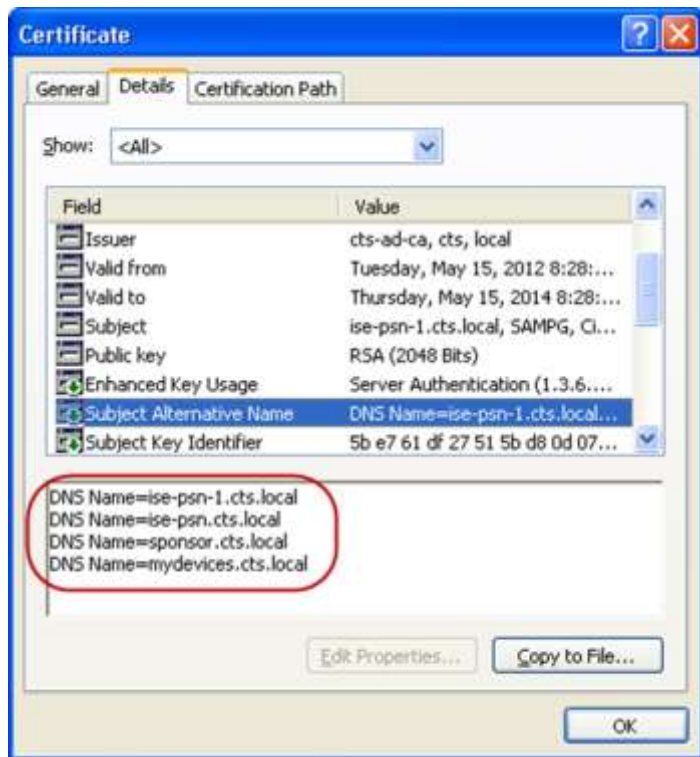 Certificate
General Details Certification Path
Show: <All>
Field Value
Issuer cts-ad-ca, cts, local
Valid from Tuesday, May 15, 2012 8:28:...
Valid to Thursday, May 15, 2014 8:28:...
Subject ise-psn-1.cts.local, SAMPG, Ci...
Public key RSA (2048 Bits)
Enhanced Key Usage Server Authentication (1.3.6....
Subject Alternative Name DNS Name=ise-psn-1.cts.local...
Subject Key Identifier 5b e7 61 df 27 51 5b d8 0d 07...
DNS Name=ise-psn-1.cts.local
DNS Name=ise-psn.cts.local
DNS Name=sponsor.cts.local
DNS Name=mydevices.cts.local
Edit Properties... Copy to File...
OK